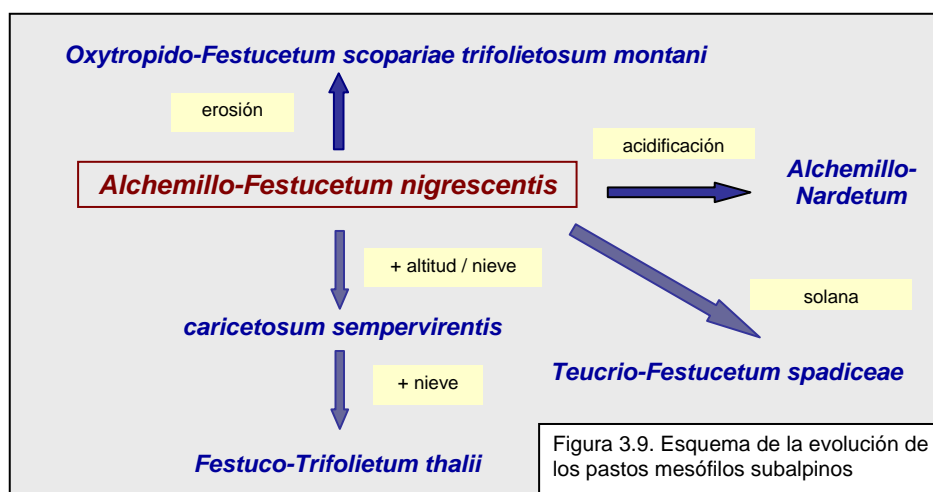 Oxytropido-Festucetum scopariae trifolietosum montani
erosión
Alchemillo-Festucetum nigrescentis
acidificación
Alchemillo-
Nardetum
+ altitud / nieve
solana
caricetosum sempervirentis
+ nieve
Teucrio-Festucetum spadiceae
Festuco-Trifolietum thalii
Figura 3.9. Esquema de la evolución de
los pastos mesófilos subalpinos